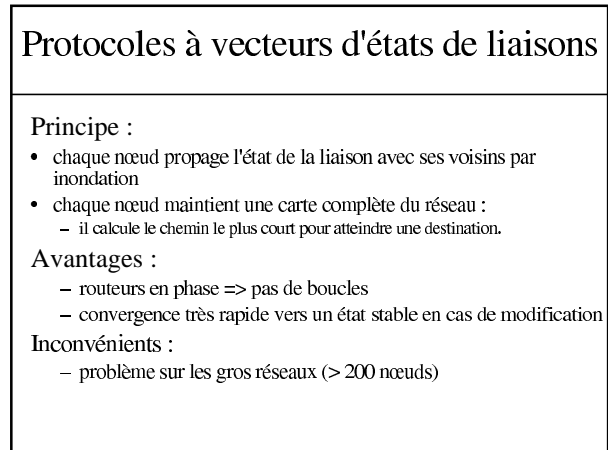 Protocoles à vecteurs d'états de liaisons
Principe :
• chaque nœud propage l'état de la liaison avec ses voisins par
inondation
• chaque nœud maintient une carte complète du réseau :
– il calcule le chemin le plus court pour atteindre une destination.
Avantages :
– routeurs en phase => pas de boucles
– convergence très rapide vers un état stable en cas de modification
Inconvénients :
– problème sur les gros réseaux (> 200 nœuds)